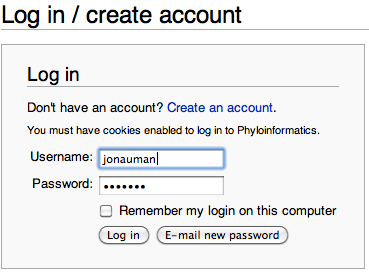 Log in / create account
Log in
Don't have an account? Create an account.
You must have cookies enabled to log in to Phyloinformatics.
Username: jonauman
Password: •••••••
Remember my login on this computer
Log in E-mail new password